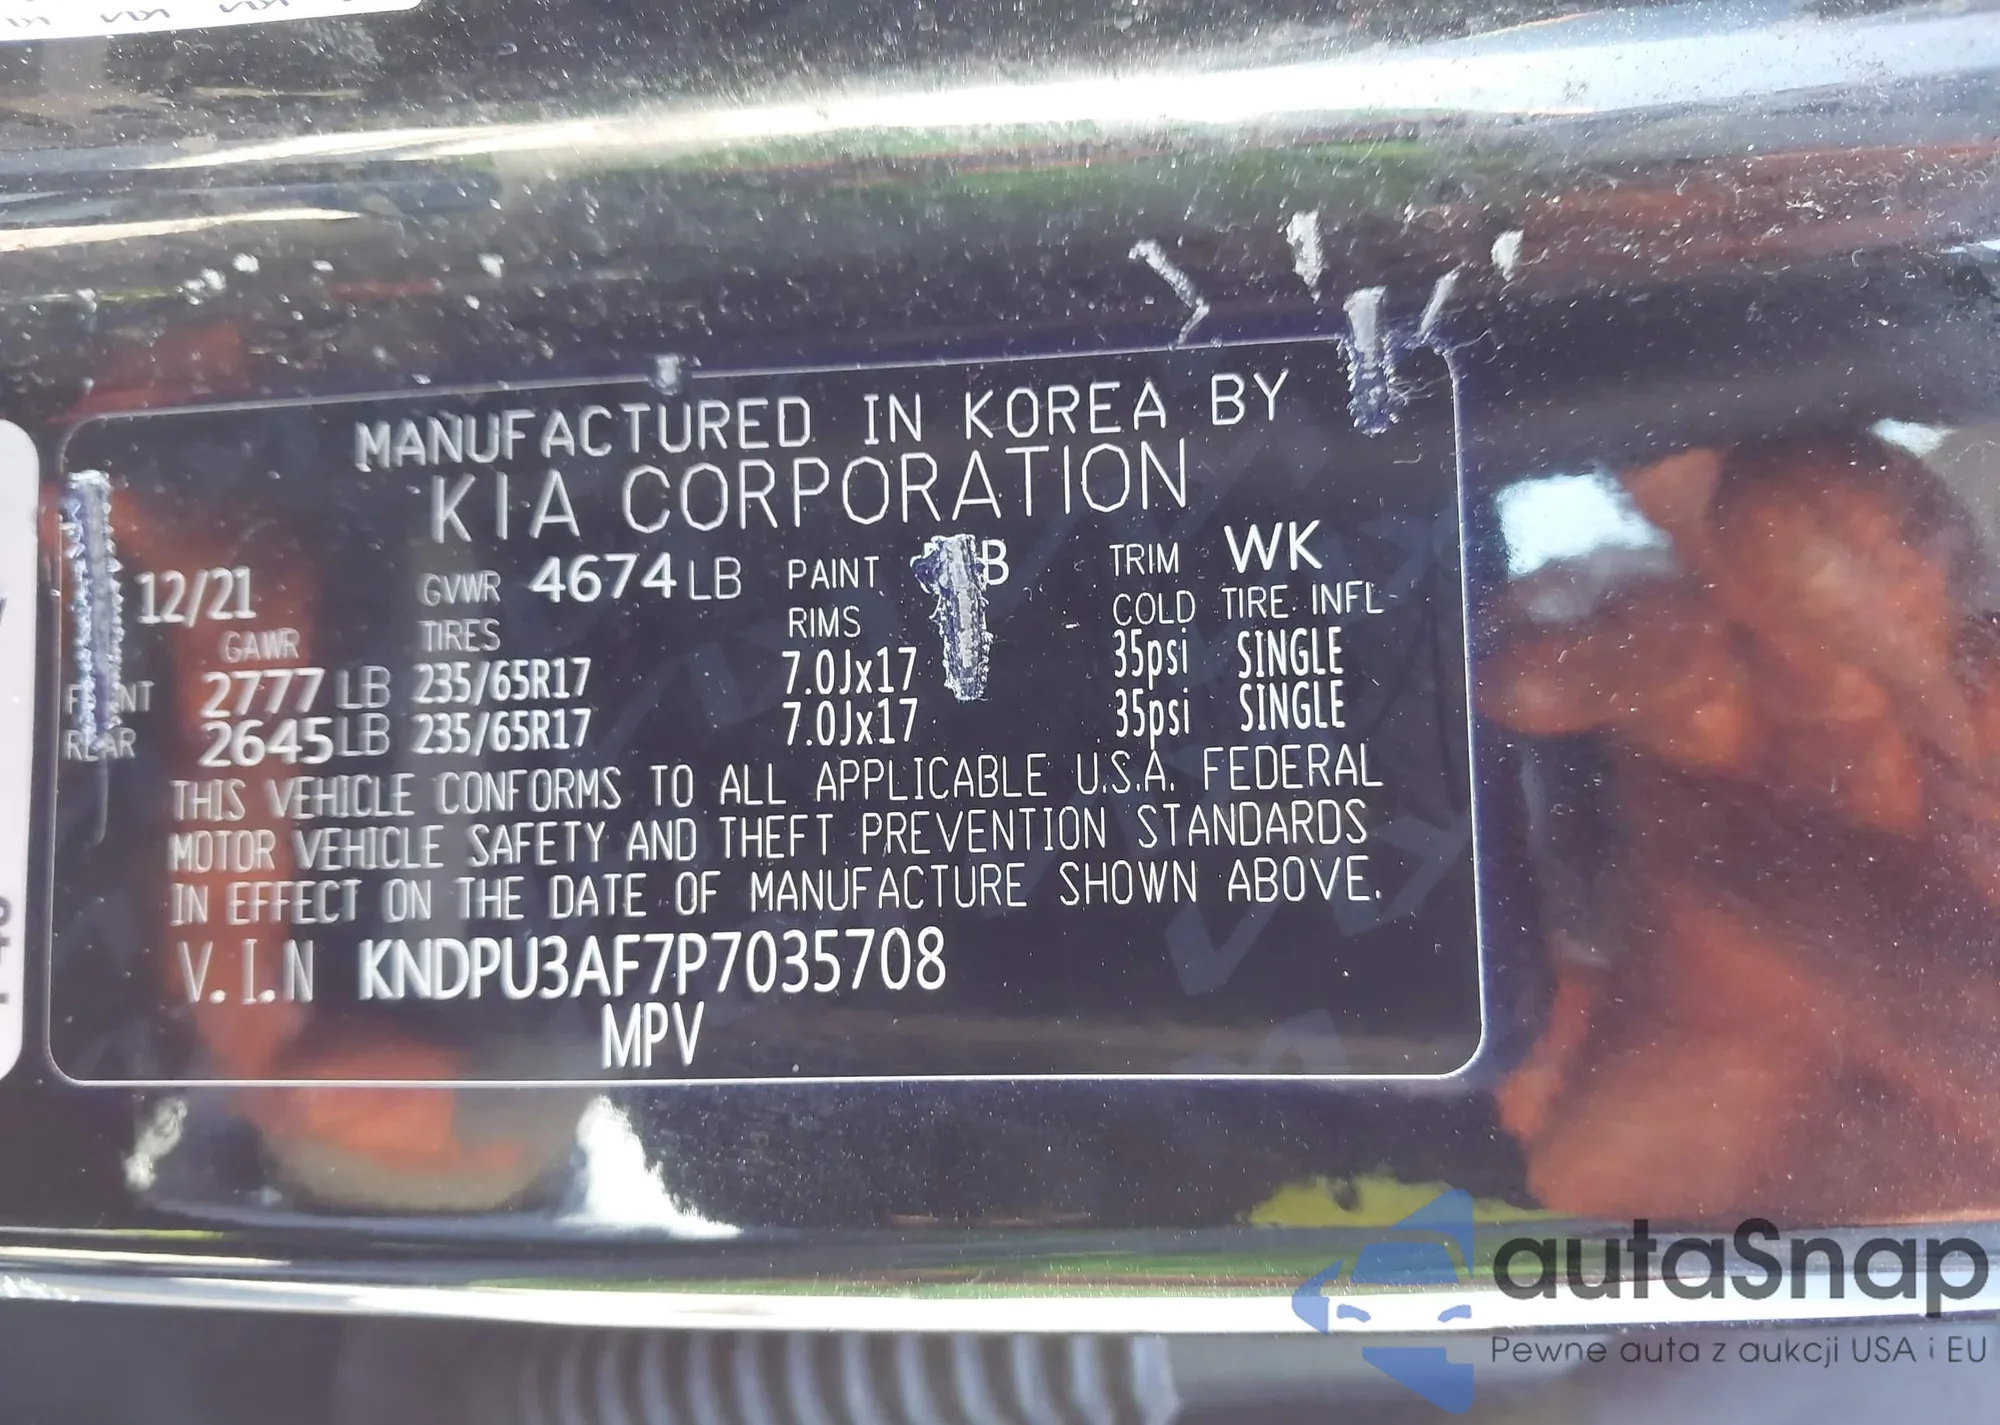 MANUFACTURED IN KOREA BY
KIA CORPORATION
12/21 GVWR 4674 LB PAINT TRIM WK
GAWR TIRES RIMS COLD TIRE INFL
FRONT 2777 LB 235/65R17 7.0Jx17 35psi SINGLE
REAR 2645 LB 235/65R17 7.0Jx17 35psi SINGLE
THIS VEHICLE CONFORMS TO ALL APPLICABLE U.S.A. FEDERAL
MOTOR VEHICLE SAFETY AND THEFT PREVENTION STANDARDS
IN EFFECT ON THE DATE OF MANUFACTURE SHOWN ABOVE.
V.I.N KNDPU3AF7P7035708
MPV
autaSnap
Pewne auta z aukcji USA i EU